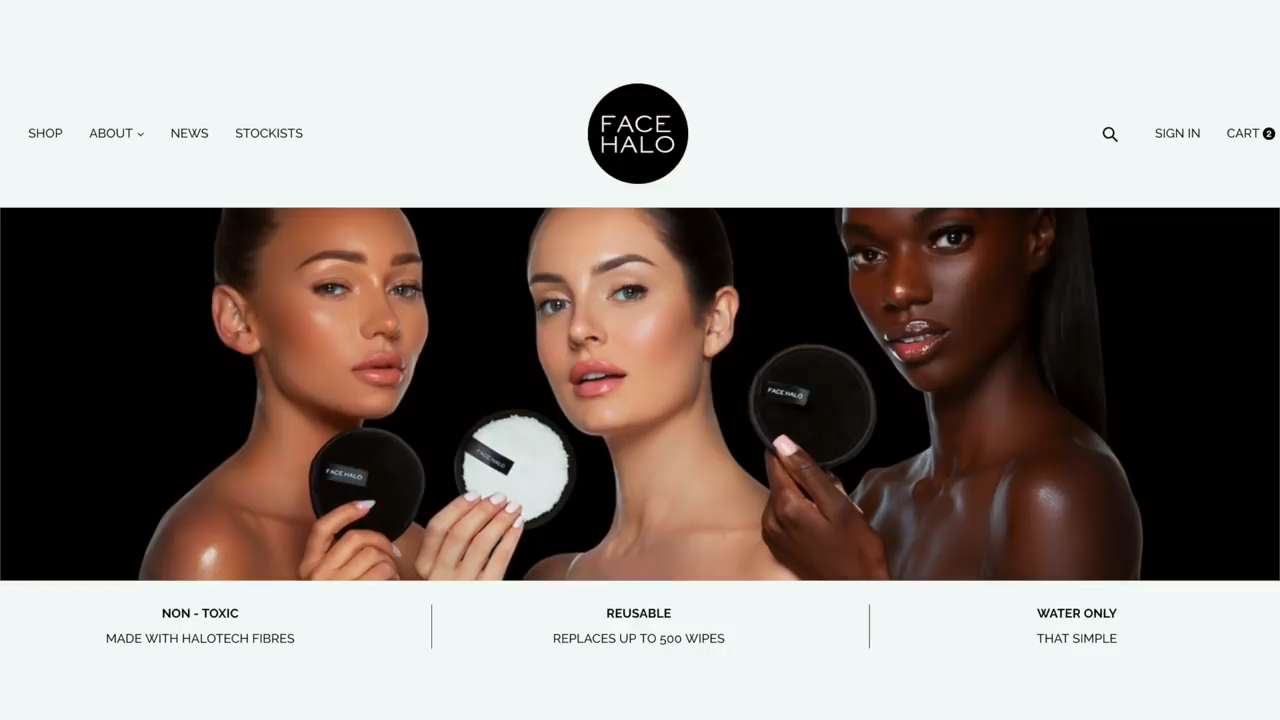 SHOP
ABOUT
NEWS
STOCKISTS
FACE
HALO
SIGN IN
CART 2
FACE HALO
FACE HALO
FACE HALO
NON - TOXIC
MADE WITH HALOTECH FIBRES
REUSABLE
REPLACES UP TO 500 WIPES
WATER ONLY
THAT SIMPLE